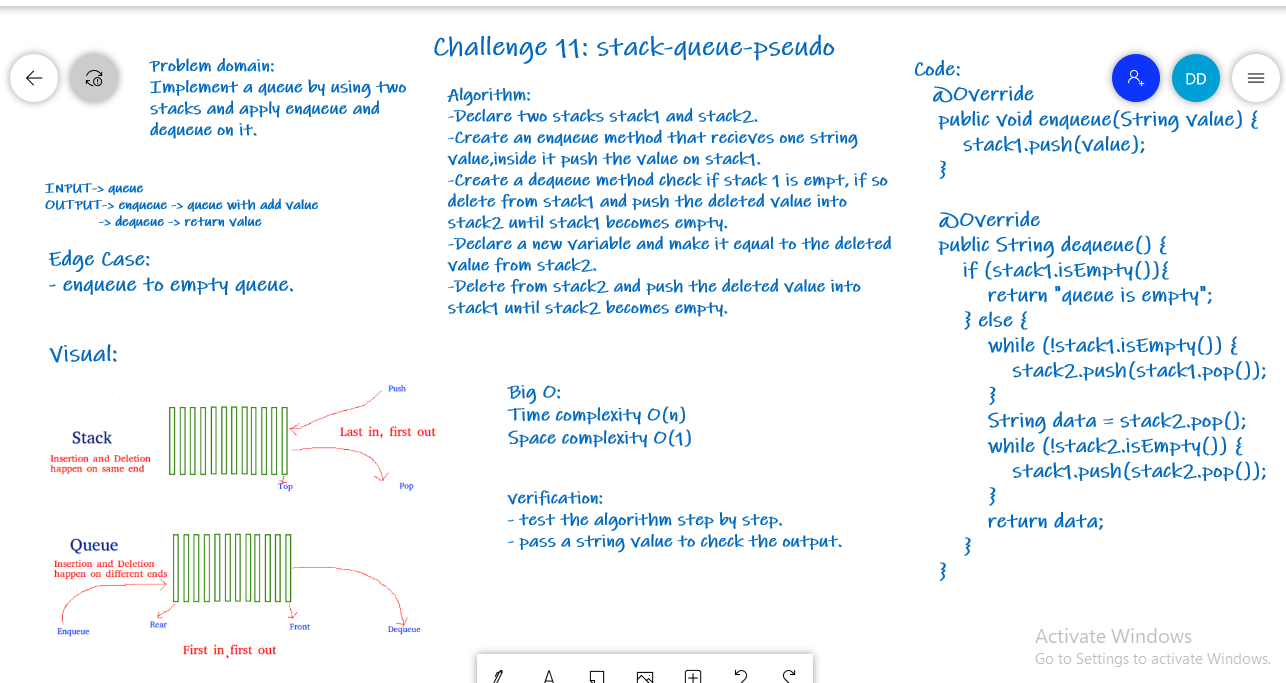 Challenge 11: stack-queue-pseudo
Problem domain:
Implement a queue by using two
stacks and apply enqueue and
dequeue on it.
INPUT-> queue
OUTPUT-> enqueue -> queue with add value
-> dequeue -> return value
Edge Case:
- enqueue to empty queue.
Visual:
Push
Stack
Last in, first out
Insertion and Deletion
happen on same end
Top
Pop
Queue
Insertion and Deletion
happen on different ends
Enqueue
Rear
Front
Dequeue
First in,first out
Algorithm:
-Declare two stacks stack1 and stack2.
-Create an enqueue method that recieves one string
value,inside it push the value on stack1.
-Create a dequeue method check if stack 1 is empt, if so
delete from stack1 and push the deleted value into
stack2 until stack1 becomes empty.
-Declare a new variable and make it equal to the deleted
value from stack2.
-Delete from stack2 and push the deleted value into
stack1 until stack2 becomes empty.
Big O:
Time complexity O(n)
Space complexity O(1)
verification:
- test the algorithm step by step.
- pass a string value to check the output.
Code:
@Override
public void enqueue(String value) {
stack1.push(value);
}
@Override
public String dequeue() {
if (stack1.isEmpty()){
return "queue is empty";
} else {
while (!stack1.isEmpty()) {
stack2.push(stack1.pop());
}
String data = stack2.pop();
while (!stack2.isEmpty()) {
stack1.push(stack2.pop());
}
return data;
}
}
DD
Activate Windows
Go to Settings to activate Windows.